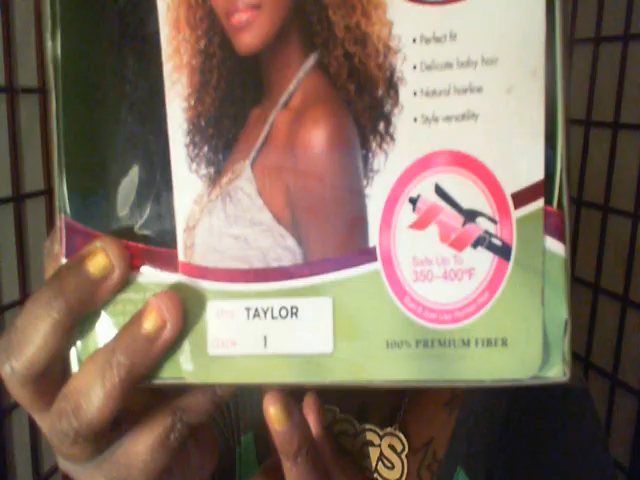 • Perfect fit
• Delicate baby hair
• Natural hairline
• Style versatility
Safe Up To
350-400°F
TAYLOR
1
100% PREMIUM FIBER